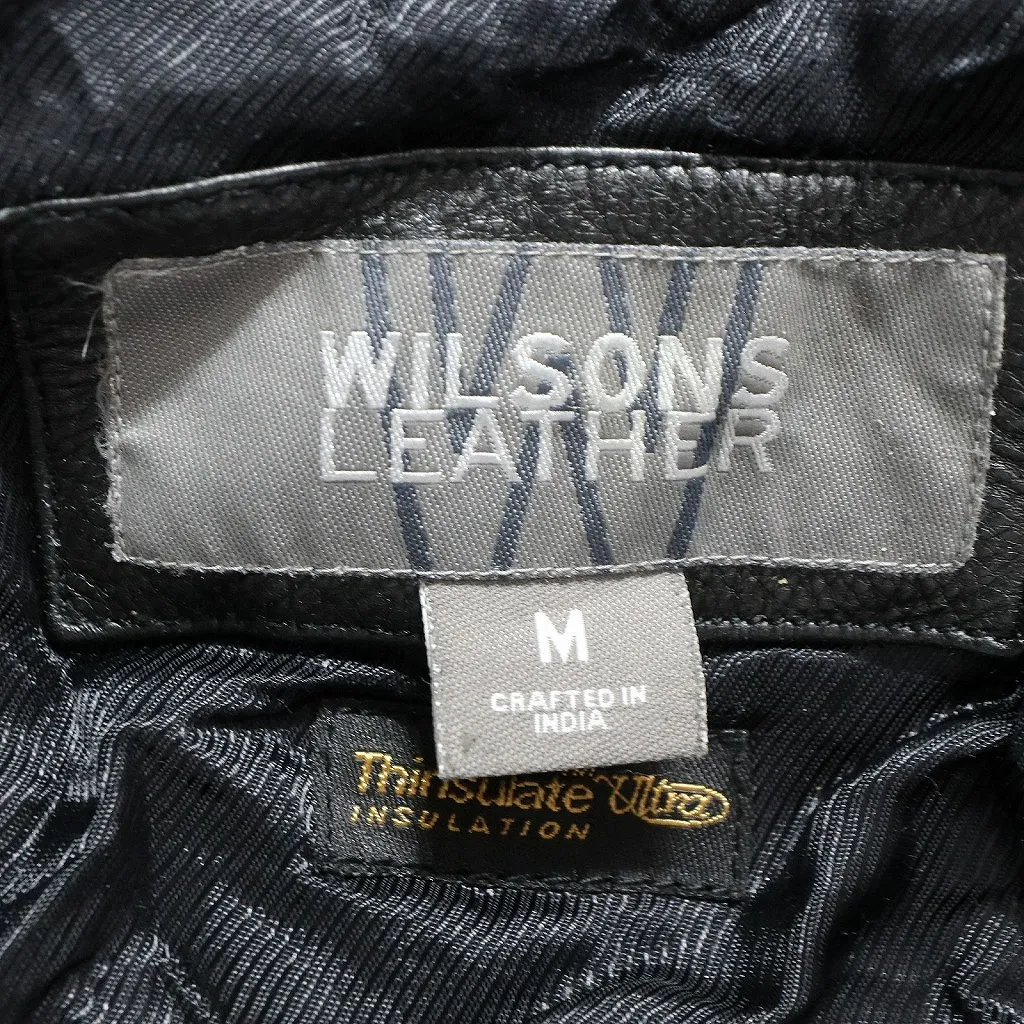 WILSONS
LEATHER
M
CRAFTED IN
INDIA
Thinsulate Ultra
INSULATION